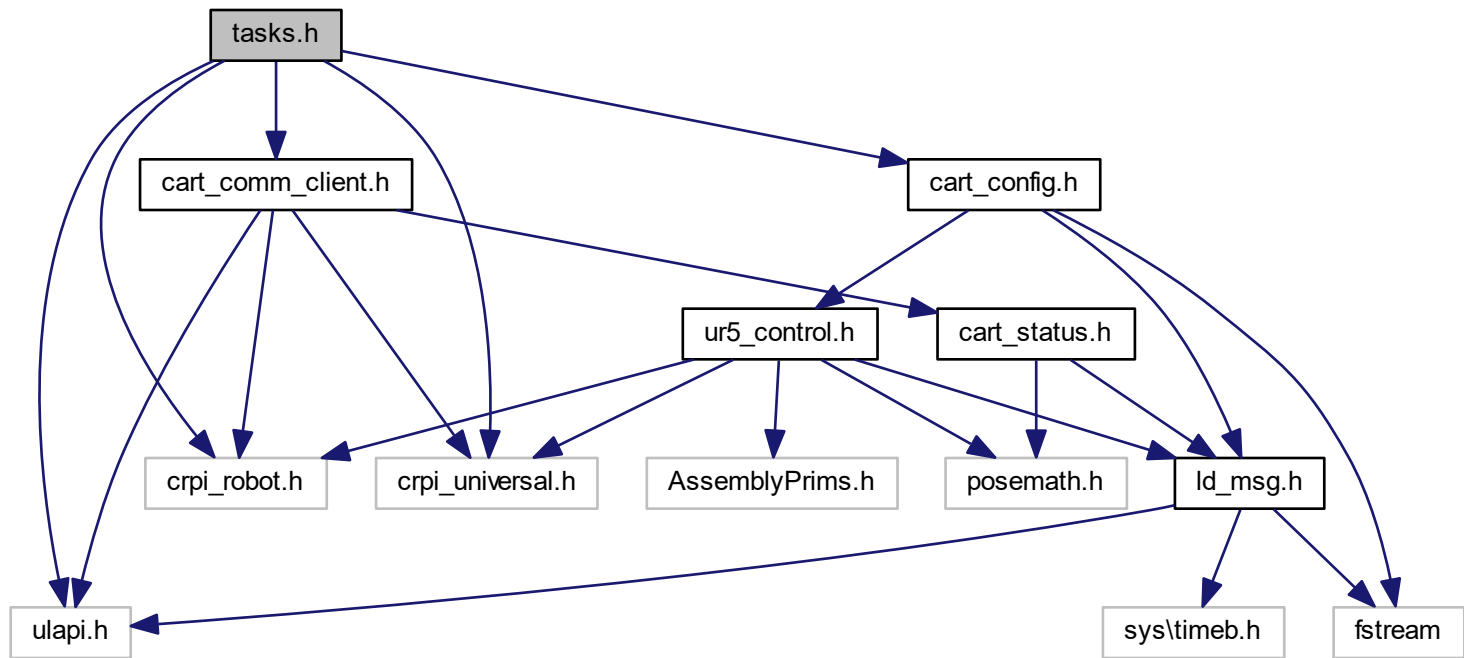 tasks.h
cart_comm_client.h
cart_config.h
ur5_control.h
cart_status.h
crpi_robot.h
crpi_universal.h
AssemblyPrims.h
posemath.h
ld_msg.h
ulapi.h
sys\timeb.h
fstream